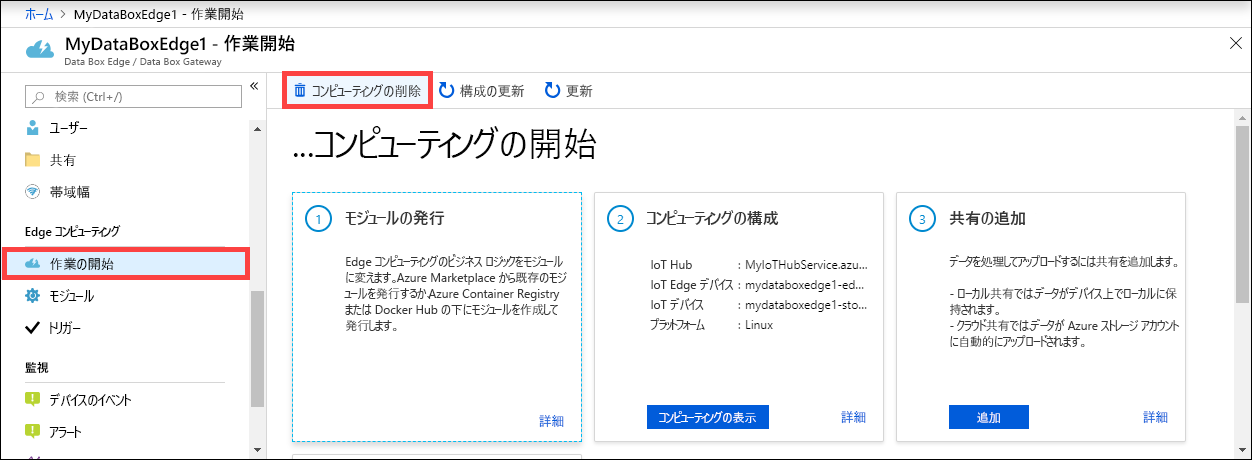 ホーム > MyDataBoxEdge1 - 作業開始
MyDataBoxEdge1 - 作業開始
Data Box Edge / Data Box Gateway
検索 (Ctrl+/)
ユーザー
共有
帯域幅
Edge コンピューティング
作業の開始
モジュール
トリガー
監視
デバイスのイベント
アラート
コンピューティングの削除 構成の更新 更新
...コンピューティングの開始
1 モジュールの発行
Edge コンピューティングのビジネス ロジックをモジュール
に変えます。Azure Marketplace から既存のモジ
ュールを発行するか、Azure Container Registry
または Docker Hub の下にモジュールを作成して
発行します。
詳細
2 コンピューティングの構成
IoT Hub : MyIoTHubService.azu...
IoT Edge デバイス : mydataboxedge1-ed...
IoT デバイス : mydataboxedge1-sto...
プラットフォーム : Linux
コンピューティングの表示 詳細
3 共有の追加
データを処理してアップロードするには共有を追加します。
- ローカル共有ではデータがデバイス上でローカルに保
持されます。
- クラウド共有ではデータが Azure ストレージ アカウント
に自動的にアップロードされます。
追加 詳細